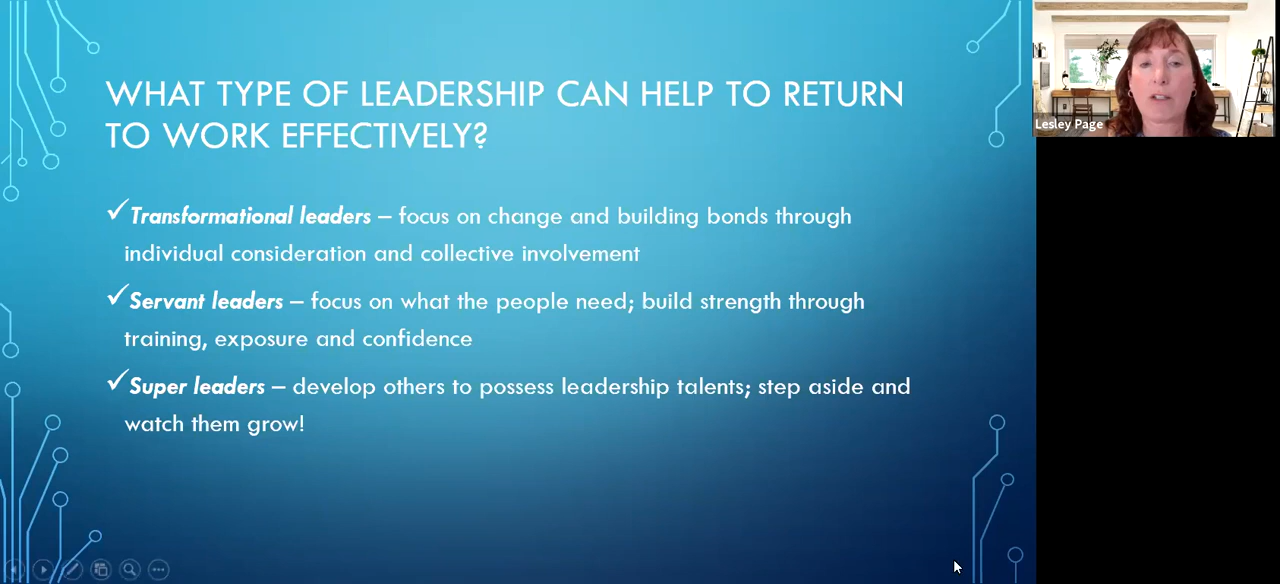 WHAT TYPE OF LEADERSHIP CAN HELP TO RETURN
TO WORK EFFECTIVELY?
✓Transformational leaders – focus on change and building bonds through
individual consideration and collective involvement
✓Servant leaders – focus on what the people need; build strength through
training, exposure and confidence
✓Super leaders – develop others to possess leadership talents; step aside and
watch them grow!
Lesley Page